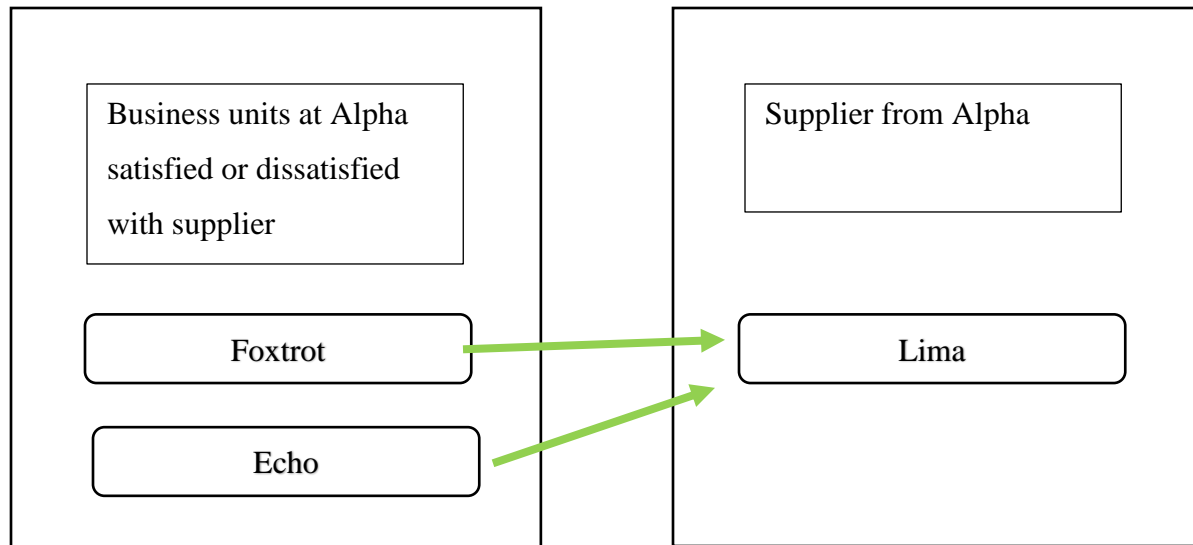 Business units at Alpha
satisfied or dissatisfied
with supplier
Supplier from Alpha
Foxtrot
Lima
Echo